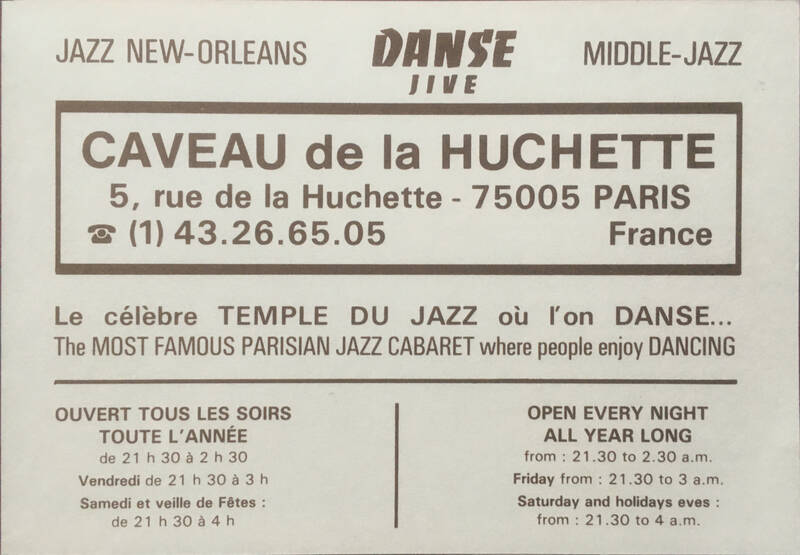 JAZZ NEW-ORLEANS DANSE MIDDLE-JAZZ
JIVE
CAVEAU de la HUCHETTE
5, rue de la Huchette - 75005 PARIS
☎ (1) 43.26.65.05 France
Le célèbre TEMPLE DU JAZZ où l'on DANSE...
The MOST FAMOUS PARISIAN JAZZ CABARET where people enjoy DANCING
OUVERT TOUS LES SOIRS
TOUTE L'ANNÉE
de 21 h 30 à 2 h 30
Vendredi de 21 h 30 à 3 h
Samedi et veille de Fêtes :
de 21 h 30 à 4 h
OPEN EVERY NIGHT
ALL YEAR LONG
from : 21.30 to 2.30 a.m.
Friday from : 21.30 to 3 a.m.
Saturday and holidays eves :
from : 21.30 to 4 a.m.